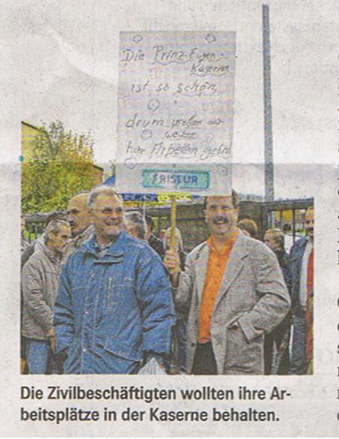 Die Prinz-Eugen-
Kaserne
ist so schön,
drum wollen wir
weiter
hier Arbeiten gehn
FRISEUR
Die Zivilbeschäftigten wollten ihre Ar-
beitsplätze in der Kaserne behalten.